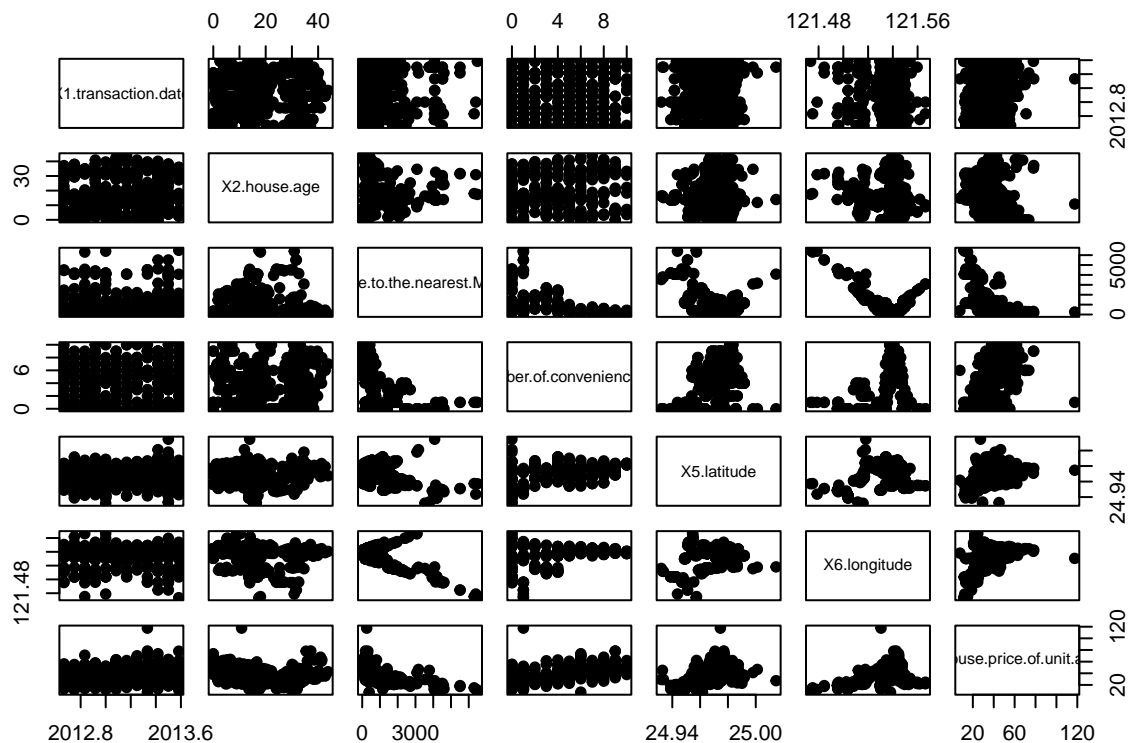 0 20 40 0 4 8 121.48 121.56
X1.transaction.date
2012.8
30
0
X2.house.age
e.to.the.nearest.M
5000
0
6
0
ber.of.convenienc
X5.latitude
24.94
121.48
X6.longitude
120
20
ouse.price.of.unit.a
2012.8 2013.6 0 3000 24.94 25.00 20 60 120